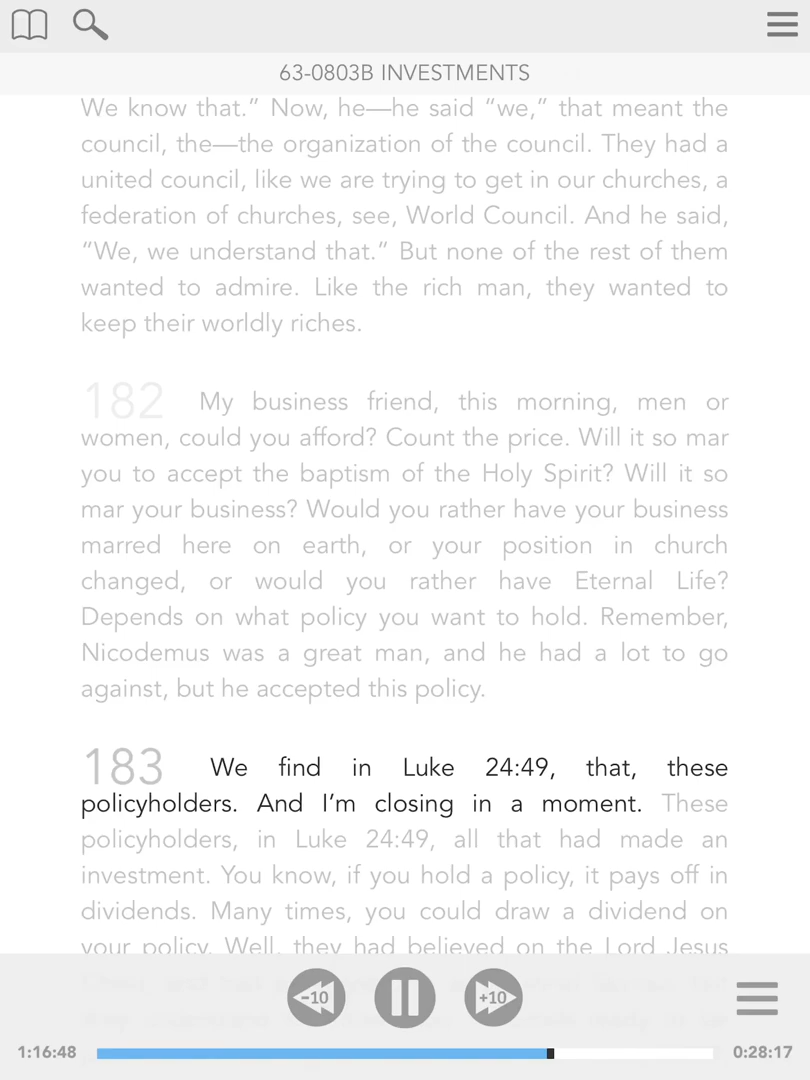 63-0803B INVESTMENTS
We know that.” Now, he—he said “we,” that meant the
council, the—the organization of the council. They had a
united council, like we are trying to get in our churches, a
federation of churches, see, World Council. And he said,
“We, we understand that.” But none of the rest of them
wanted to admire. Like the rich man, they wanted to
keep their worldly riches.
182 My business friend, this morning, men or
women, could you afford? Count the price. Will it so mar
you to accept the baptism of the Holy Spirit? Will it so
mar your business? Would you rather have your business
marred here on earth, or your position in church
changed, or would you rather have Eternal Life?
Depends on what policy you want to hold. Remember,
Nicodemus was a great man, and he had a lot to go
against, but he accepted this policy.
183 We find in Luke 24:49, that, these
policyholders. And I’m closing in a moment. These
policyholders, in Luke 24:49, all that had made an
investment. You know, if you hold a policy, it pays off in
dividends. Many times, you could draw a dividend on
your policy. Well, they had believed on the Lord Jesus
-10 +10
1:16:48 0:28:17